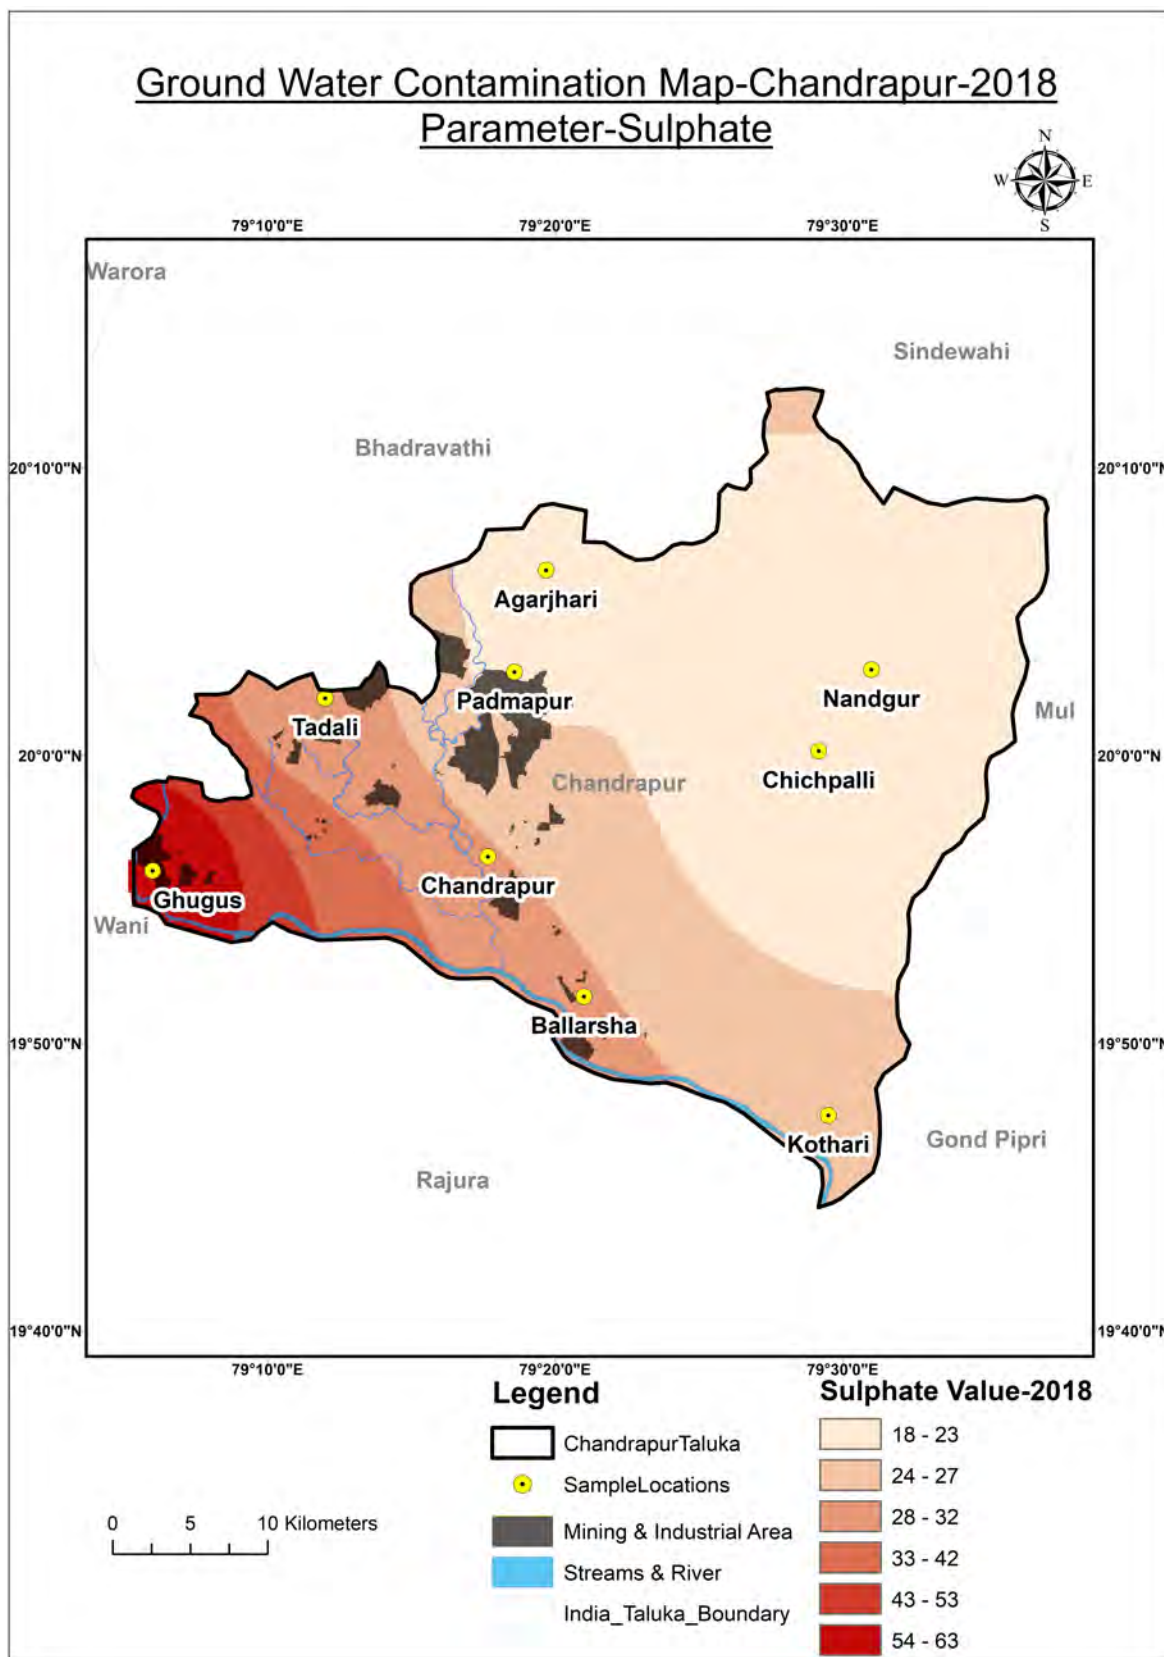 Ground Water Contamination Map-Chandrapur-2018
Parameter-Sulphate
N
W E
S
79°10'0"E 79°20'0"E 79°30'0"E
Warora
Sindewahi
Bhadravathi
20°10'0"N 20°10'0"N
Agarjhari
Padmapur
Nandgur
Mul
Tadali
20°0'0"N 20°0'0"N
Chandrapur
Chichpalli
Chandrapur
Ghugus
Wani
Ballarsha
19°50'0"N 19°50'0"N
Kothari
Gond Pipri
Rajura
19°40'0"N 19°40'0"N
79°10'0"E 79°20'0"E 79°30'0"E
Legend
ChandrapurTaluka
SampleLocations
Mining & Industrial Area
Streams & River
India_Taluka_Boundary
Sulphate Value-2018
18 - 23
24 - 27
28 - 32
33 - 42
43 - 53
54 - 63
0 5 10 Kilometers